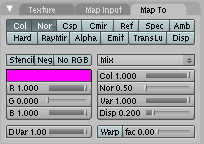 Texture Map Input Map To
Col Nor Csp Cmir Ref Spec Amb
Hard RayMir Alpha Emit TransLu Disp
Stencil Neg No RGB Mix
Col 1.000
R 1.000 Nor 0.50
G 0.000 Var 1.000
B 1.000 Disp 0.200
DVar 1.00 Warp fac 0.00